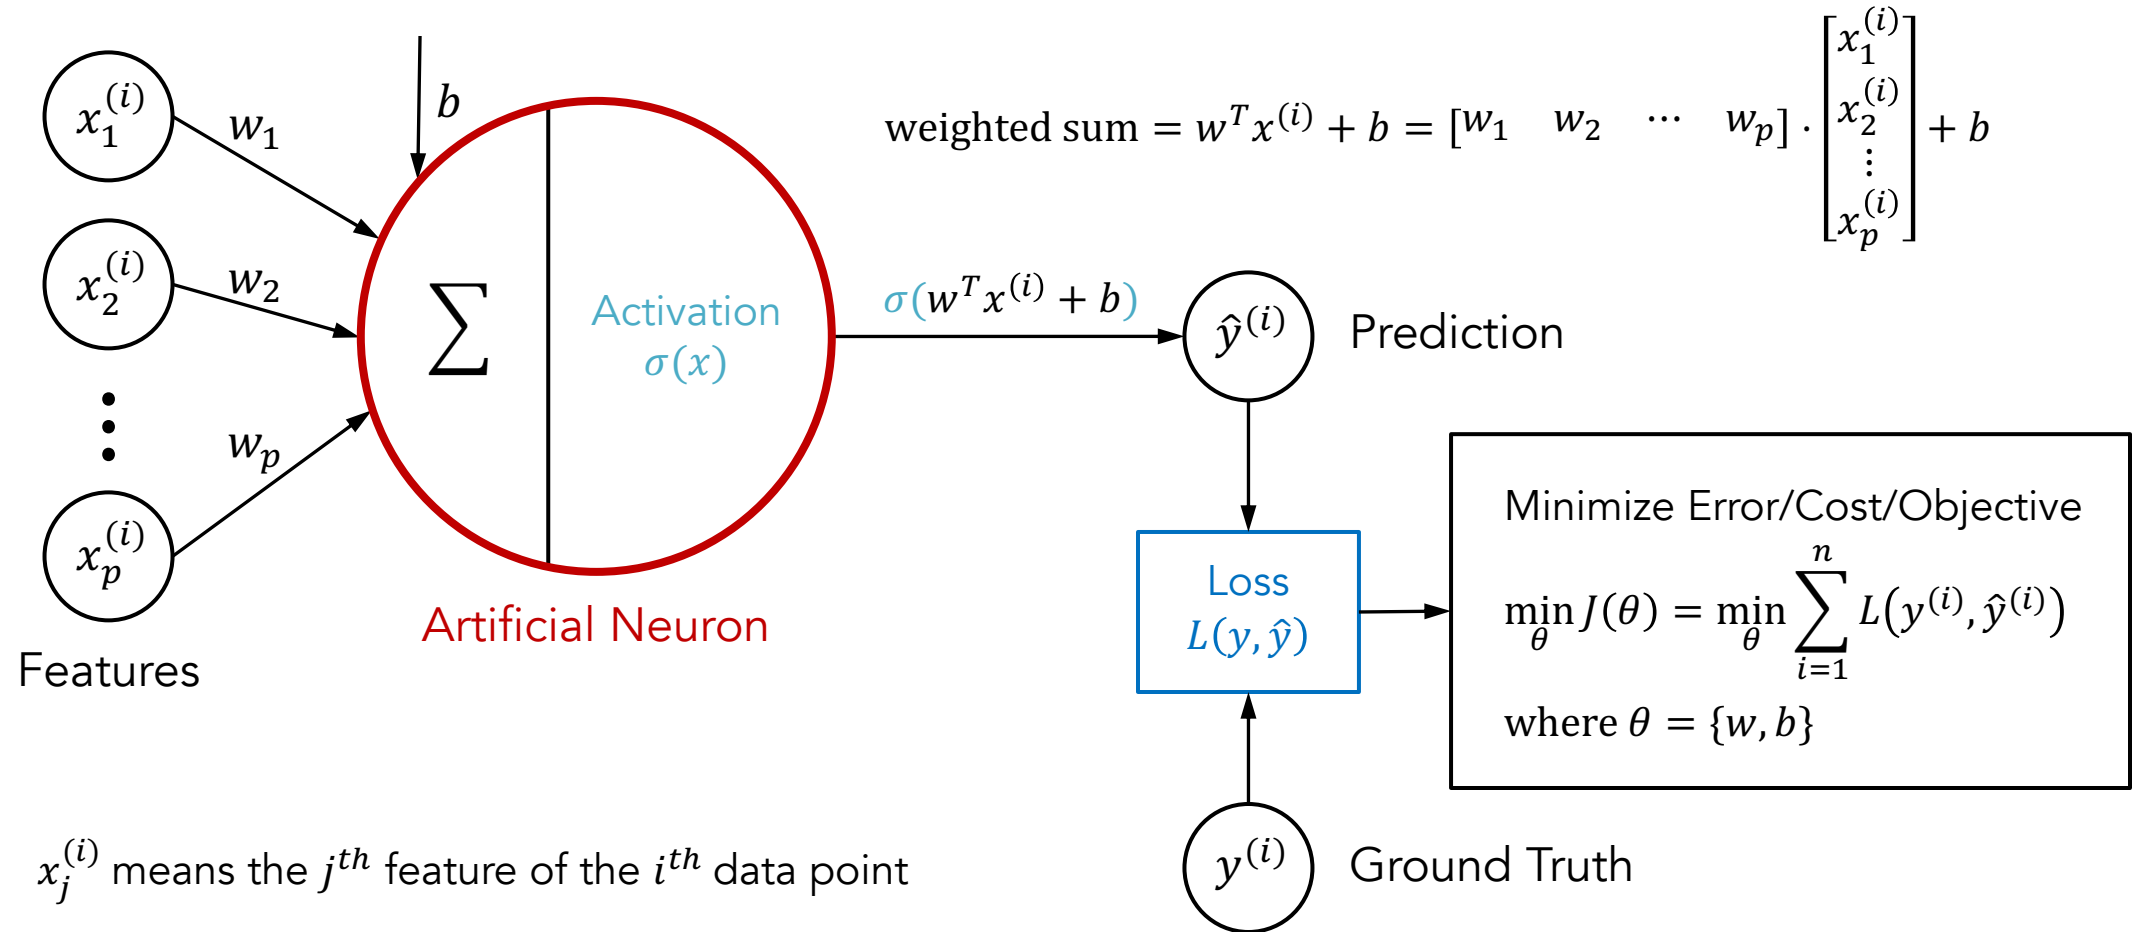 x_1^{(i)}
w_1
b
weighted sum = w^T x^{(i)} + b = [w_1 w_2 ⋯ w_p] · [x_1^{(i)} x_2^{(i)} ⋮ x_p^{(i)}] + b
x_2^{(i)}
w_2
∑
Activation
σ(x)
σ(w^T x^{(i)} + b)
ŷ^{(i)}
Prediction
w_p
x_p^{(i)}
Artificial Neuron
Features
Loss
L(y, ŷ)
Minimize Error/Cost/Objective
min_θ J(θ) = min_θ ∑_{i=1}^{n} L(y^{(i)}, ŷ^{(i)})
where θ = {w, b}
y^{(i)}
Ground Truth
x_j^{(i)} means the j^{th} feature of the i^{th} data point